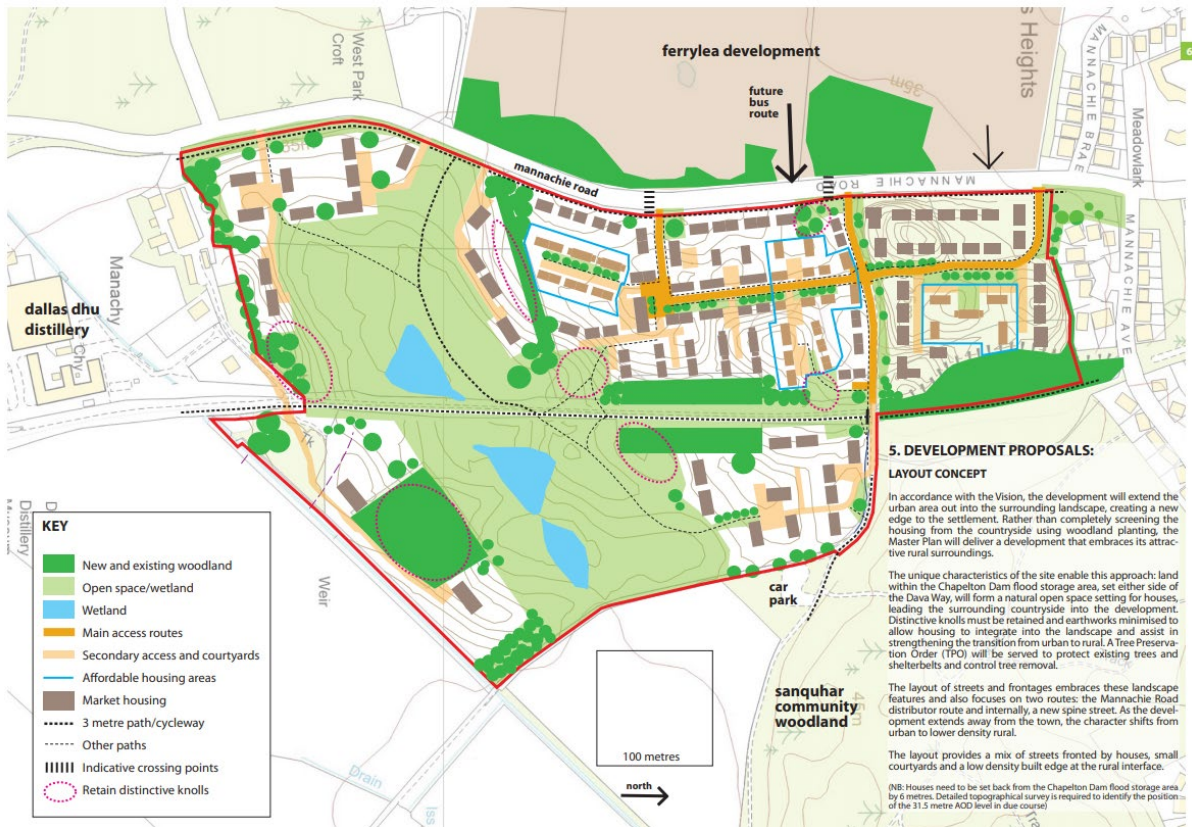 s Heights
ferrylea development
6
West Park
Croft
35m
future
bus
route
MANNACHIE BRAE
Meadowlark
35m
mannachie road
MANNACHIE ROAD
MANNACHIE AVE
Manachy
dallas dhu
distillery
Chy
Distillery
Weir
Drain
Iss
car
park
sanquhar
community
woodland
45m
Track
100 metres
north
KEY
New and existing woodland
Open space/wetland
Wetland
Main access routes
Secondary access and courtyards
Affordable housing areas
Market housing
3 metre path/cycleway
Other paths
Indicative crossing points
Retain distinctive knolls
5. DEVELOPMENT PROPOSALS:
LAYOUT CONCEPT
In accordance with the Vision, the development will extend the
urban area out into the surrounding landscape, creating a new
edge to the settlement. Rather than completely screening the
housing from the countryside using woodland planting, the
Master Plan will deliver a development that embraces its attrac-
tive rural surroundings.
The unique characteristics of the site enable this approach: land
within the Chapelton Dam flood storage area, set either side of
the Dava Way, will form a natural open space setting for houses,
leading the surrounding countryside into the development.
Distinctive knolls must be retained and earthworks minimised to
allow housing to integrate into the landscape and assist in
strengthening the transition from urban to rural. A Tree Preserva-
tion Order (TPO) will be served to protect existing trees and
shelterbelts and control tree removal.
The layout of streets and frontages embraces these landscape
features and also focuses on two routes: the Mannachie Road
distributor route and internally, a new spine street. As the devel-
opment extends away from the town, the character shifts from
urban to lower density rural.
The layout provides a mix of streets fronted by houses, small
courtyards and a low density built edge at the rural interface.
(NB: Houses need to be set back from the Chapelton Dam flood storage area
by 6 metres. Detailed topographical survey is required to identify the position
of the 31.5 metre AOD level in due course)